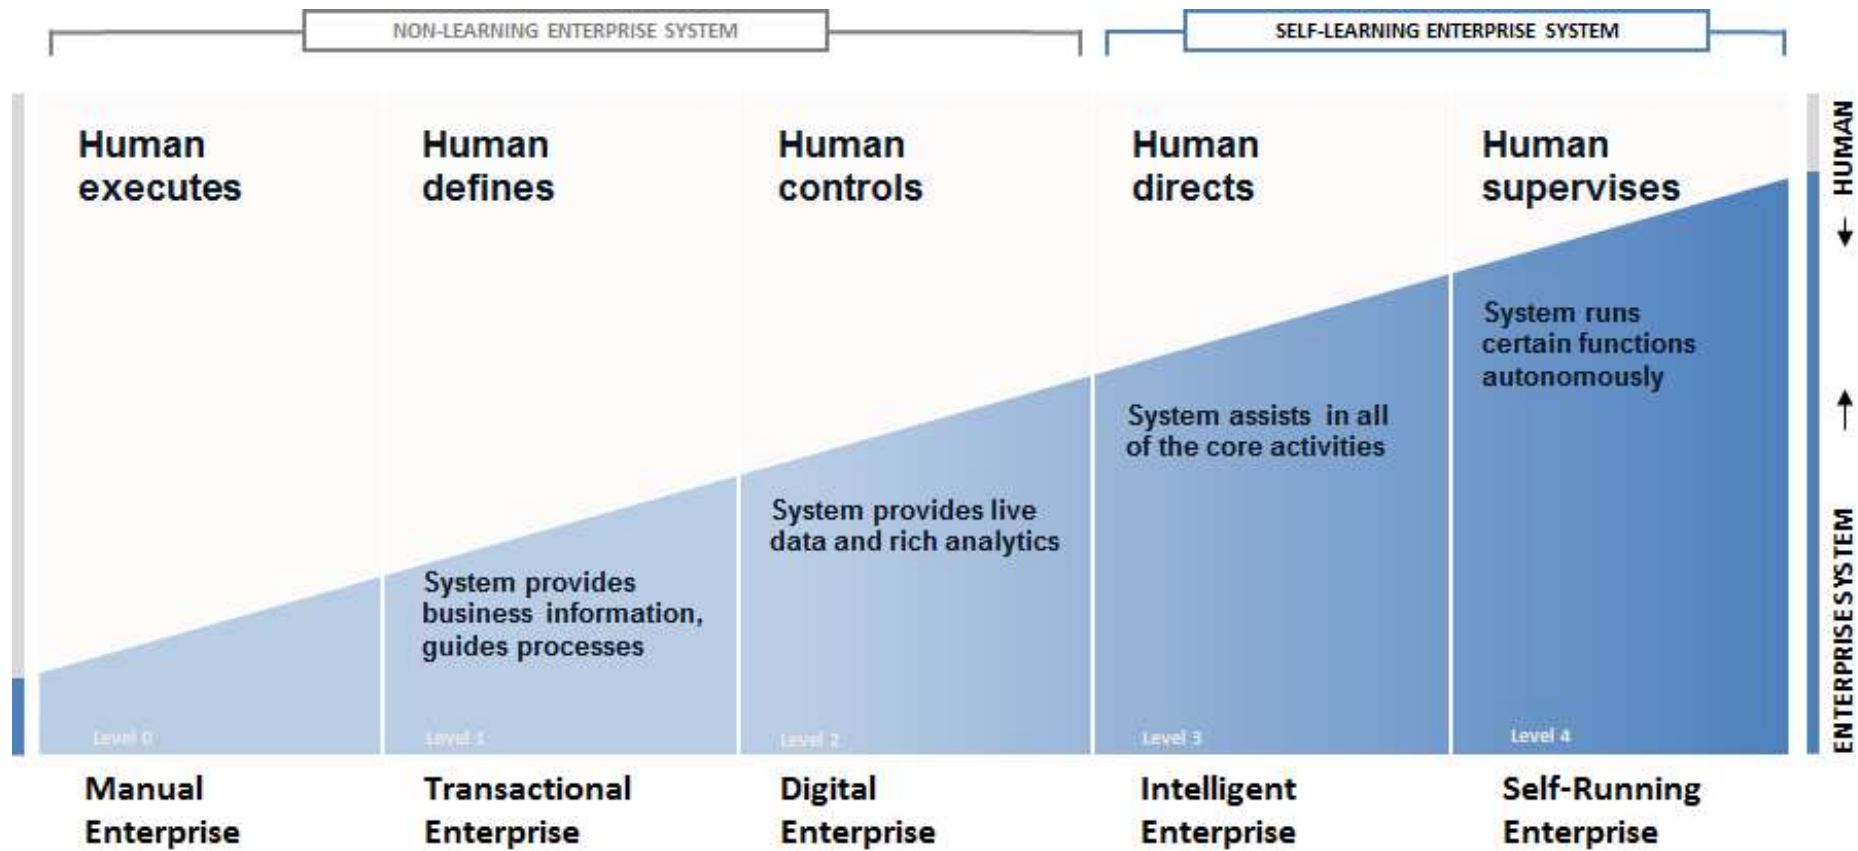 NON-LEARNING ENTERPRISE SYSTEM
SELF-LEARNING ENTERPRISE SYSTEM
Human
executes
Human
defines
Human
controls
Human
directs
Human
supervises
System provides
business information,
guides processes
System provides live
data and rich analytics
System assists in all
of the core activities
System runs
certain functions
autonomously
Level 0
Level 1
Level 2
Level 3
Level 4
Manual
Enterprise
Transactional
Enterprise
Digital
Enterprise
Intelligent
Enterprise
Self-Running
Enterprise
HUMAN
ENTERPRISE SYSTEM